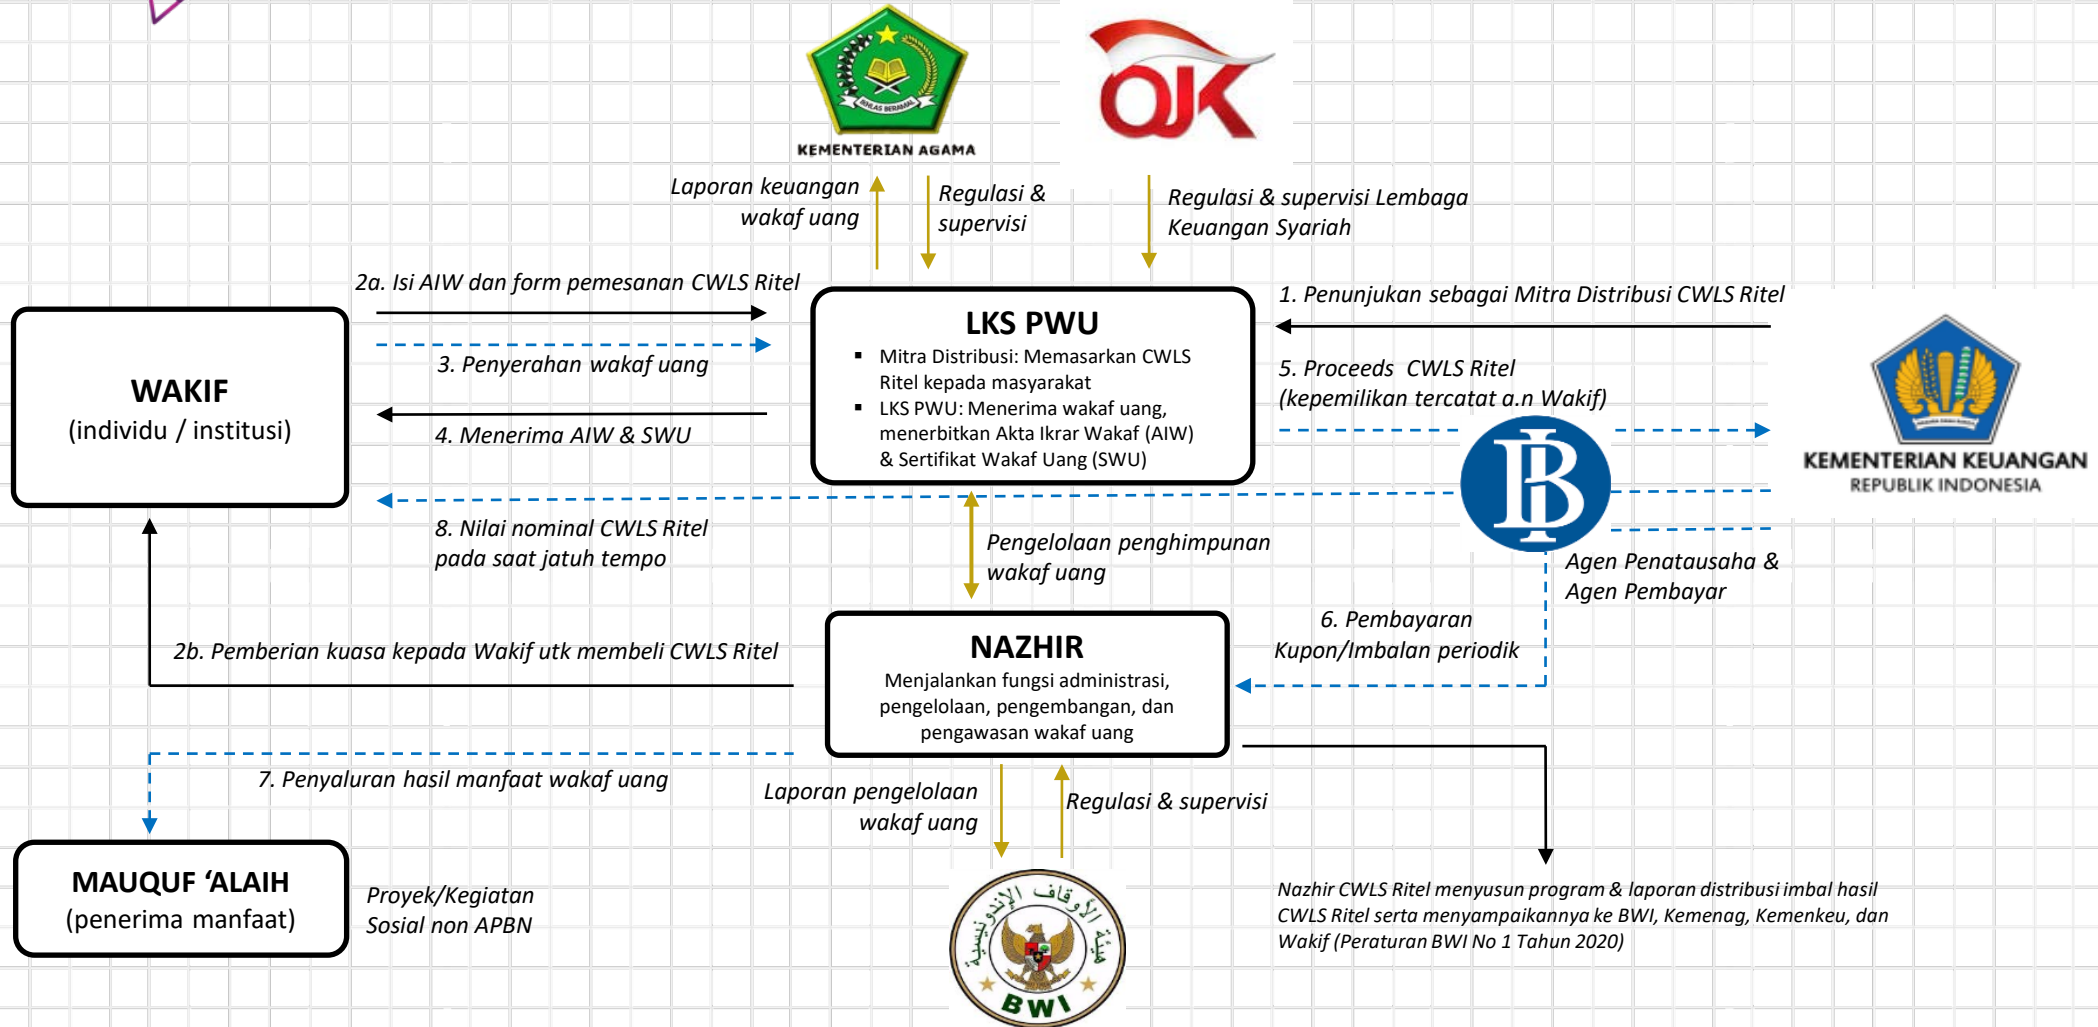 IKHLAS BERAMAL
KEMENTERIAN AGAMA
OJK
Laporan keuangan
wakaf uang
Regulasi &
supervisi
Regulasi & supervisi Lembaga
Keuangan Syariah
2a. Isi AIW dan form pemesanan CWLS Ritel
3. Penyerahan wakaf uang
4. Menerima AIW & SWU
WAKIF
(individu / institusi)
LKS PWU
▪ Mitra Distribusi: Memasarkan CWLS
Ritel kepada masyarakat
▪ LKS PWU: Menerima wakaf uang,
menerbitkan Akta Ikrar Wakaf (AIW)
& Sertifikat Wakaf Uang (SWU)
1. Penunjukan sebagai Mitra Distribusi CWLS Ritel
5. Proceeds CWLS Ritel
(kepemilikan tercatat a.n Wakif)
KEMENTERIAN KEUANGAN
REPUBLIK INDONESIA
BI
8. Nilai nominal CWLS Ritel
pada saat jatuh tempo
Pengelolaan penghimpunan
wakaf uang
Agen Penatausaha &
Agen Pembayar
6. Pembayaran
Kupon/Imbalan periodik
2b. Pemberian kuasa kepada Wakif utk membeli CWLS Ritel
NAZHIR
Menjalankan fungsi administrasi,
pengelolaan, pengembangan, dan
pengawasan wakaf uang
7. Penyaluran hasil manfaat wakaf uang
Laporan pengelolaan
wakaf uang
Regulasi & supervisi
MAUQUF ‘ALAIH
(penerima manfaat)
Proyek/Kegiatan
Sosial non APBN
هيئة الأوقاف الإندونيسية
BWI
Nazhir CWLS Ritel menyusun program & laporan distribusi imbal hasil
CWLS Ritel serta menyampaikannya ke BWI, Kemenag, Kemenkeu, dan
Wakif (Peraturan BWI No 1 Tahun 2020)